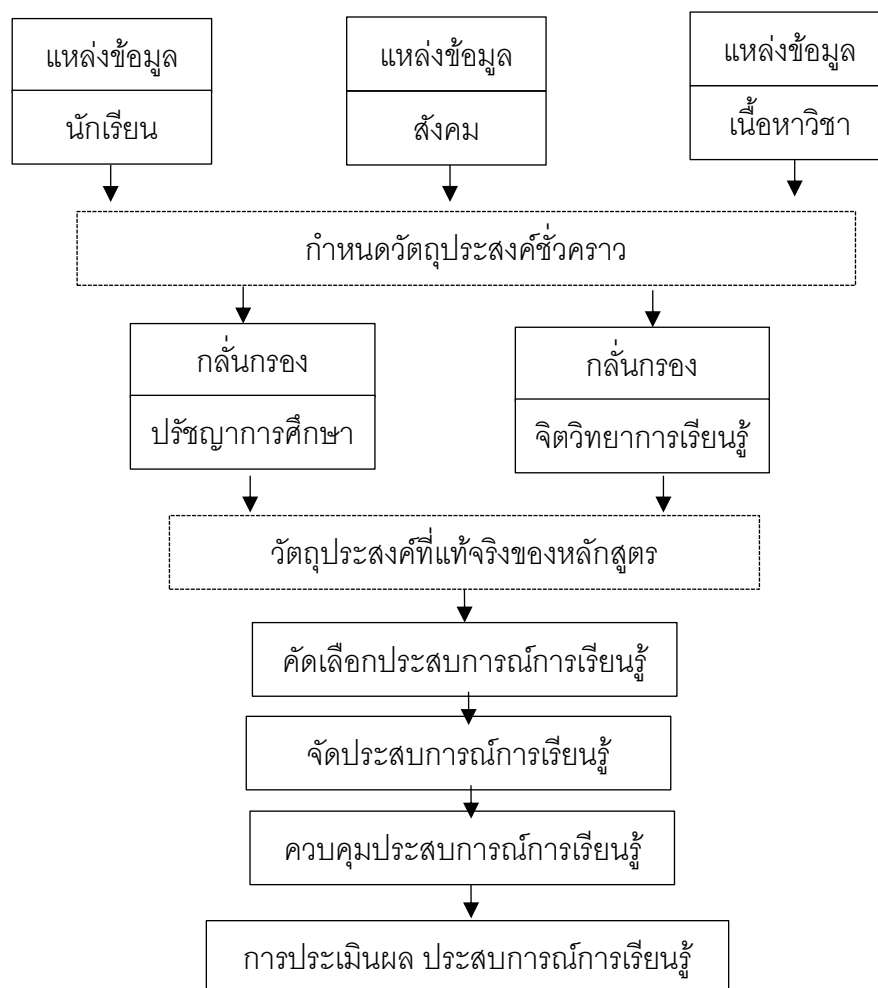 แหล่งข้อมูล
นักเรียน
แหล่งข้อมูล
สังคม
แหล่งข้อมูล
เนื้อหาวิชา
กำหนดวัตถุประสงค์ชั่วคราว
กลั่นกรอง
ปรัชญาการศึกษา
กลั่นกรอง
จิตวิทยาการเรียนรู้
วัตถุประสงค์ที่แท้จริงของหลักสูตร
คัดเลือกประสบการณ์การเรียนรู้
จัดประสบการณ์การเรียนรู้
ควบคุมประสบการณ์การเรียนรู้
การประเมินผล ประสบการณ์การเรียนรู้